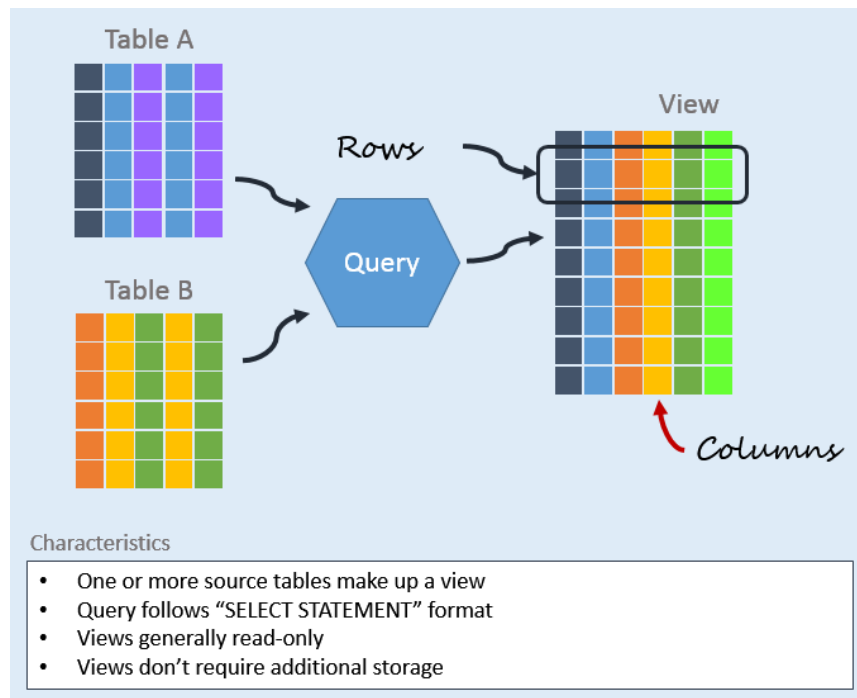 Table A
View
Rows
Query
Table B
Columns
Characteristics
• One or more source tables make up a view
• Query follows “SELECT STATEMENT” format
• Views generally read-only
• Views don’t require additional storage